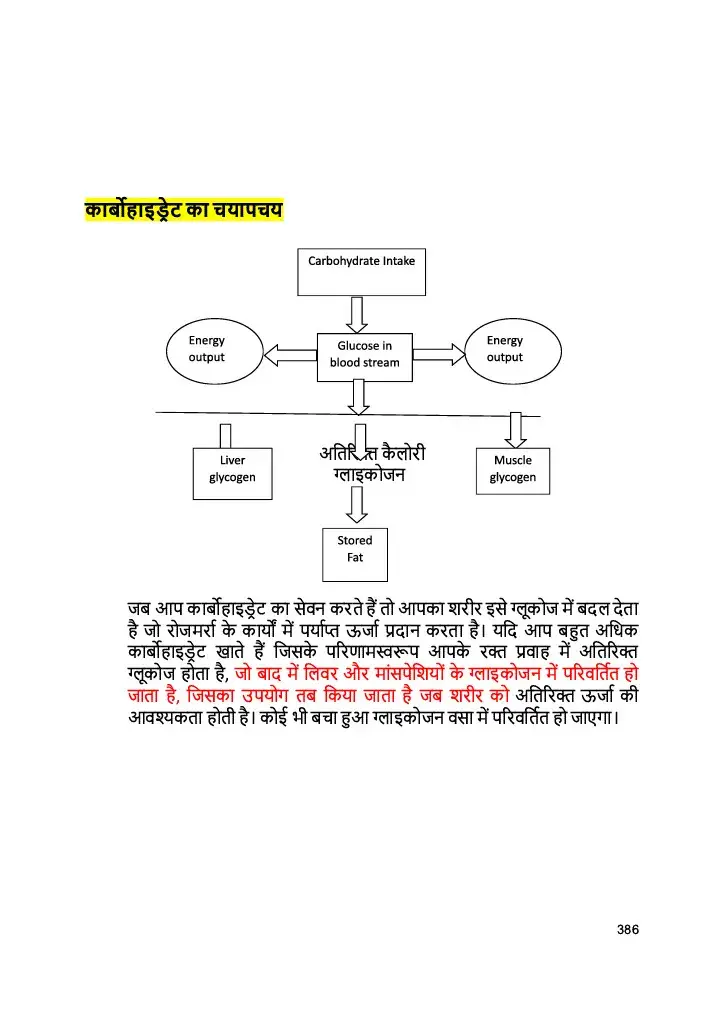 कार्बोहाइड्रेट का चयापचय
Carbohydrate Intake
Energy
output
Glucose in
blood stream
Energy
output
Liver
glycogen
अतिरिक्त कैलोरी
ग्लाइकोजन
Muscle
glycogen
Stored
Fat
जब आप कार्बोहाइड्रेट का सेवन करते हैं तो आपका शरीर इसे ग्लूकोज में बदल देता
है जो रोजमर्रा के कार्यों में पर्याप्त ऊर्जा प्रदान करता है। यदि आप बहुत अधिक
कार्बोहाइड्रेट खाते हैं जिसके परिणामस्वरूप आपके रक्त प्रवाह में अतिरिक्त
ग्लूकोज होता है, जो बाद में लिवर और मांसपेशियों के ग्लाइकोजन में परिवर्तित हो
जाता है, जिसका उपयोग तब किया जाता है जब शरीर को अतिरिक्त ऊर्जा की
आवश्यकता होती है। कोई भी बचा हुआ ग्लाइकोजन वसा में परिवर्तित हो जाएगा।
386